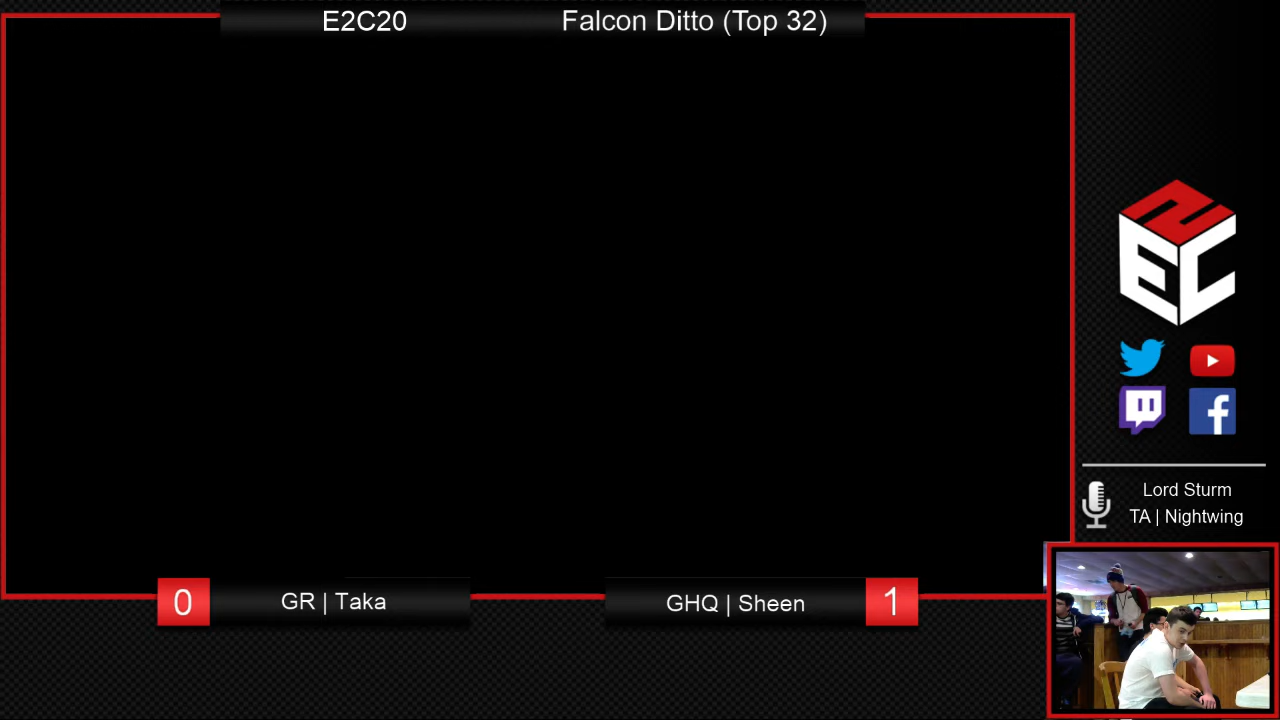 E2C20
Falcon Ditto (Top 32)
E2C
Lord Sturm
TA | Nightwing
0
GR | Taka
GHQ | Sheen
1